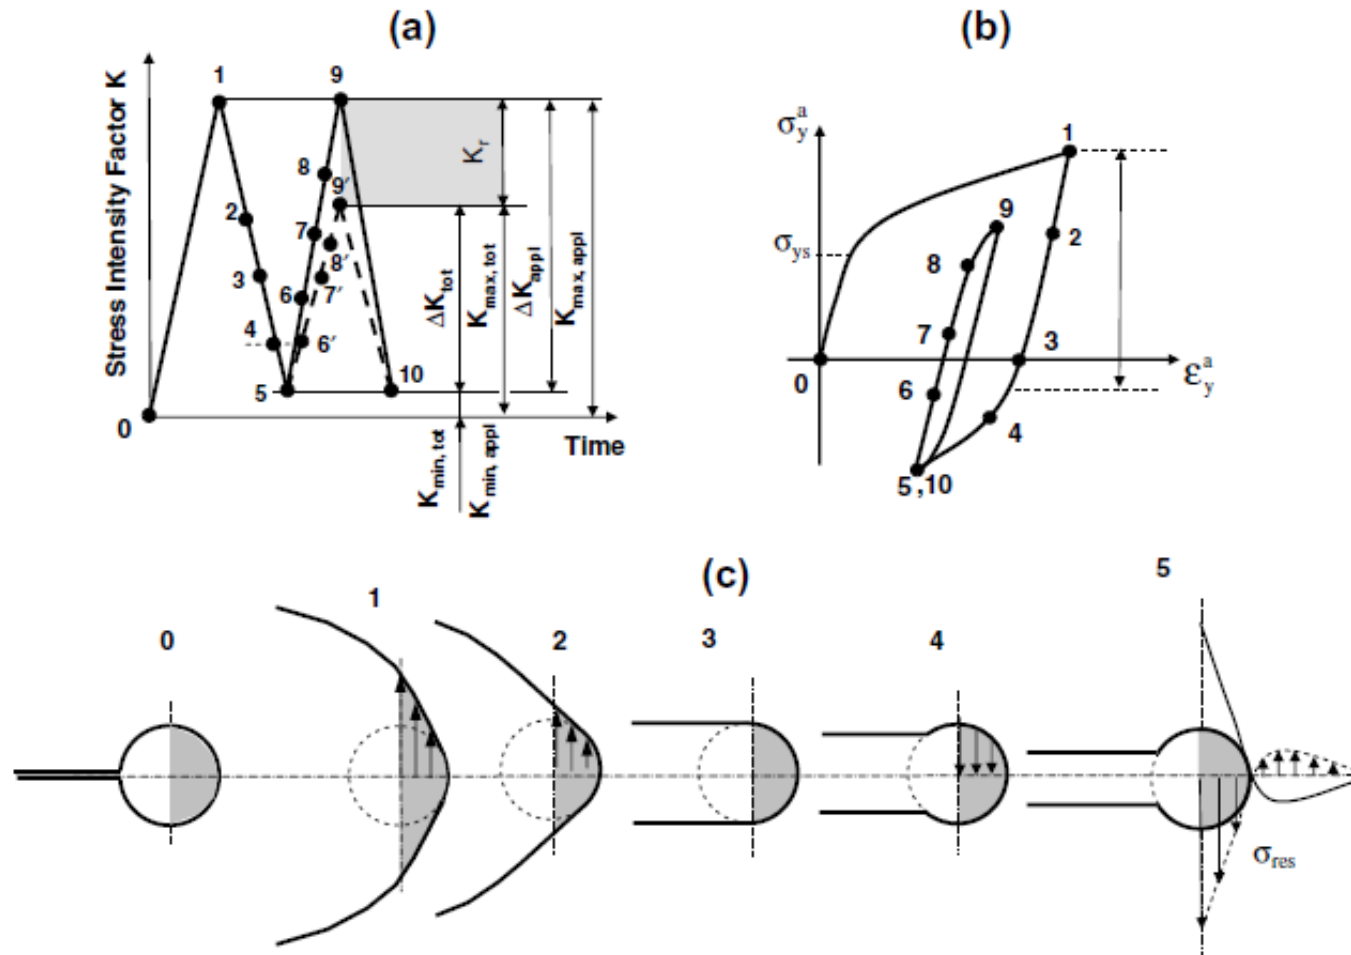 (a)
Stress Intensity Factor K
1
9
8
2
7
9′
3
8′
6
7′
4
6′
5
10
0
Time
K_r
ΔK_tot
K_max, tot
ΔK_appl
K_max, appl
K_min, tot
K_min, appl
(b)
σ_y^a
1
σ_ys
9
2
8
7
3
0
ε_y^a
6
4
5,10
(c)
0
1
2
3
4
5
σ_res